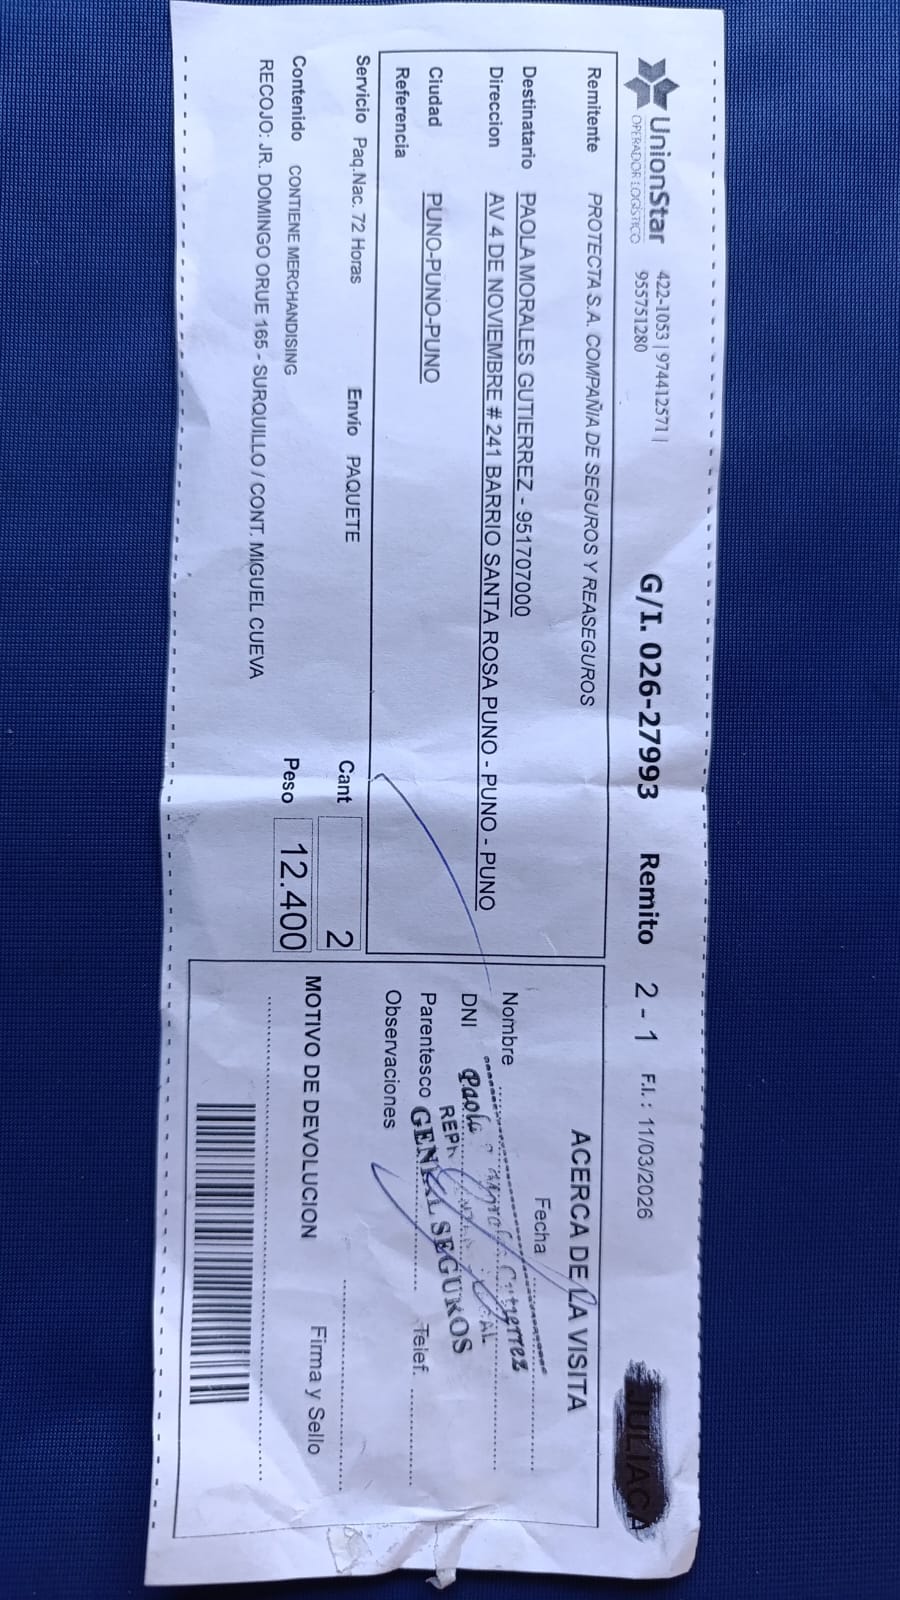 UnionStar
OPERADOR LOGÍSTICO
422-1053 | 974412571 |
955751280
G/I. 026-27993 Remito 2 - 1 F.I.: 11/03/2026
JULIACA
Remitente PROTECTA S.A. COMPAÑIA DE SEGUROS Y REASEGUROS
Destinatario PAOLA MORALES GUTIERREZ - 951707000
Direccion AV 4 DE NOVIEMBRE # 241 BARRIO SANTA ROSA PUNO - PUNO - PUNO
Ciudad PUNO-PUNO-PUNO
Referencia
Servicio Paq.Nac. 72 Horas Envío PAQUETE Cant 2
Contenido CONTIENE MERCHANDISING Peso 12.400
RECOJO: JR. DOMINGO ORUE 165 - SURQUILLO / CONT. MIGUEL CUEVA
ACERCA DE LA VISITA
Fecha
Nombre
DNI
Parentesco Telef.
Observaciones
Paola
SEGUROS
MOTIVO DE DEVOLUCION Firma y Sello